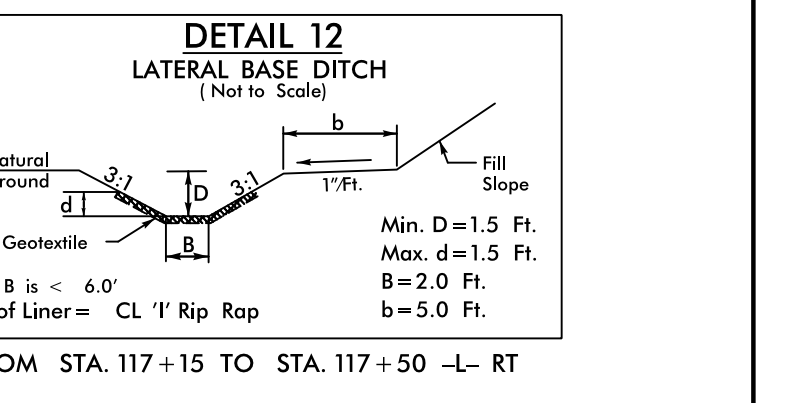 DETAIL 12
LATERAL BASE DITCH
( Not to Scale)
b
atural
round
3:1
D
3:1
1"/Ft.
Fill
Slope
d
Geotextile
B
Min. D=1.5 Ft.
Max. d=1.5 Ft.
B is < 6.0'
B=2.0 Ft.
of Liner= CL 'I' Rip Rap
b=5.0 Ft.
OM STA. 117+15 TO STA. 117+50 -L- RT